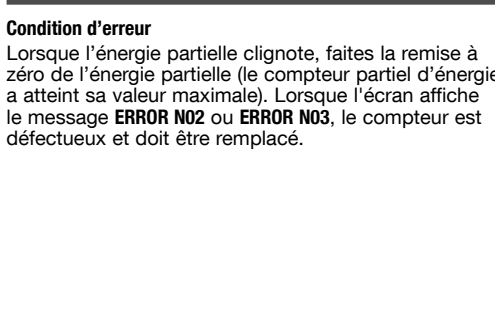 Condition d’erreur
Lorsque l’énergie partielle clignote, faites la remise à
zéro de l’énergie partielle (le compteur partiel d’énergie
a atteint sa valeur maximale). Lorsque l'écran affiche
le message ERROR N02 ou ERROR N03, le compteur est
défectueux et doit être remplacé.